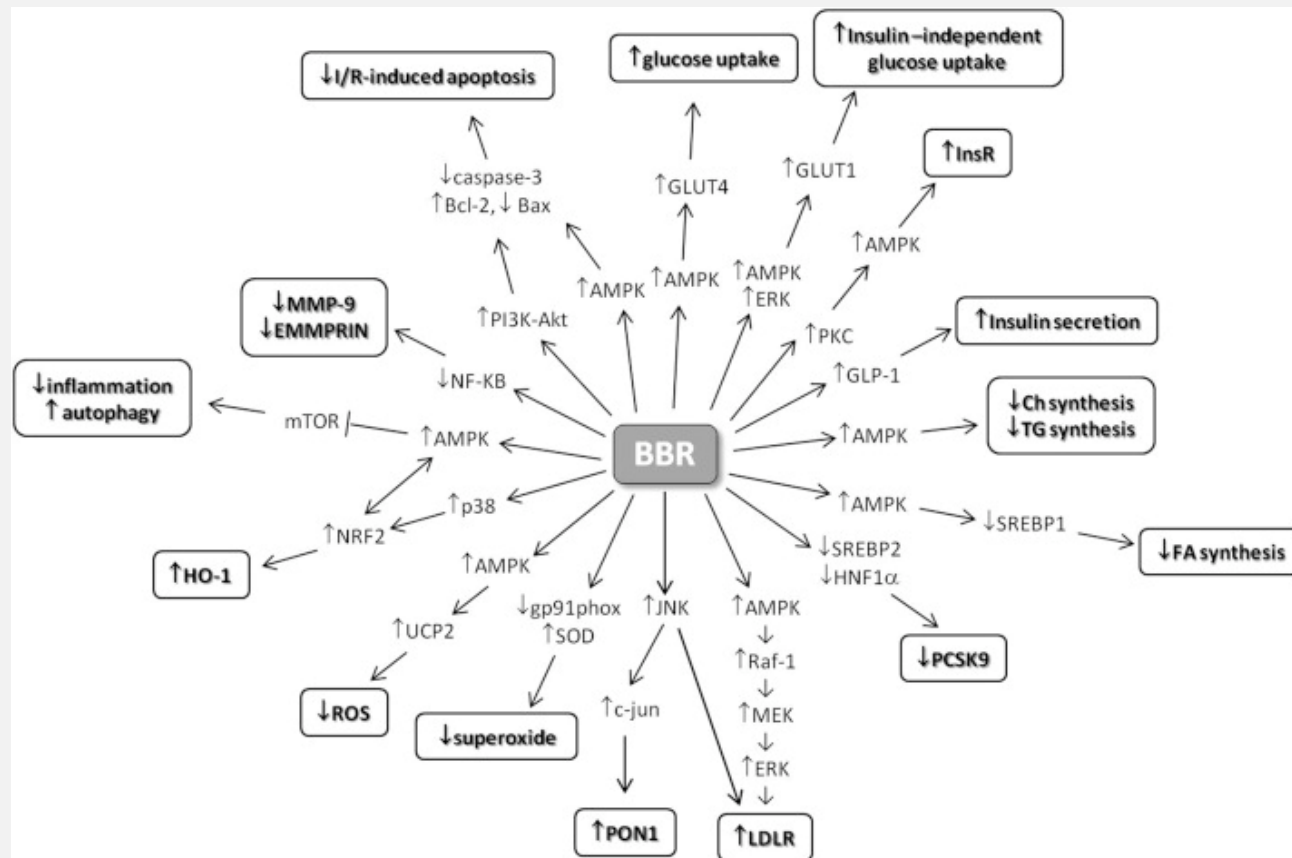 ↑Insulin–independent
glucose uptake
↑glucose uptake
↓I/R-induced apoptosis
↑InsR
↑GLUT1
↓caspase-3
↑Bcl-2, ↓ Bax
↑GLUT4
↑AMPK
↑AMPK
↑ERK
↑AMPK
↑AMPK
↓MMP-9
↓EMMPRIN
↑PI3K-Akt
↑PKC
↑Insulin secretion
↓NF-KB
↑GLP-1
↓inflammation
↑ autophagy
mTOR
↑AMPK
BBR
↑AMPK
↓Ch synthesis
↓TG synthesis
↑p38
↑AMPK
↓SREBP1
↑NRF2
↓SREBP2
↓HNF1α
↓FA synthesis
↑HO-1
↑AMPK
↓gp91phox
↑SOD
↑JNK
↑AMPK
↑UCP2
↑Raf-1
↓PCSK9
↓ROS
↓superoxide
↑c-jun
↑MEK
↑ERK
↑PON1
↑LDLR